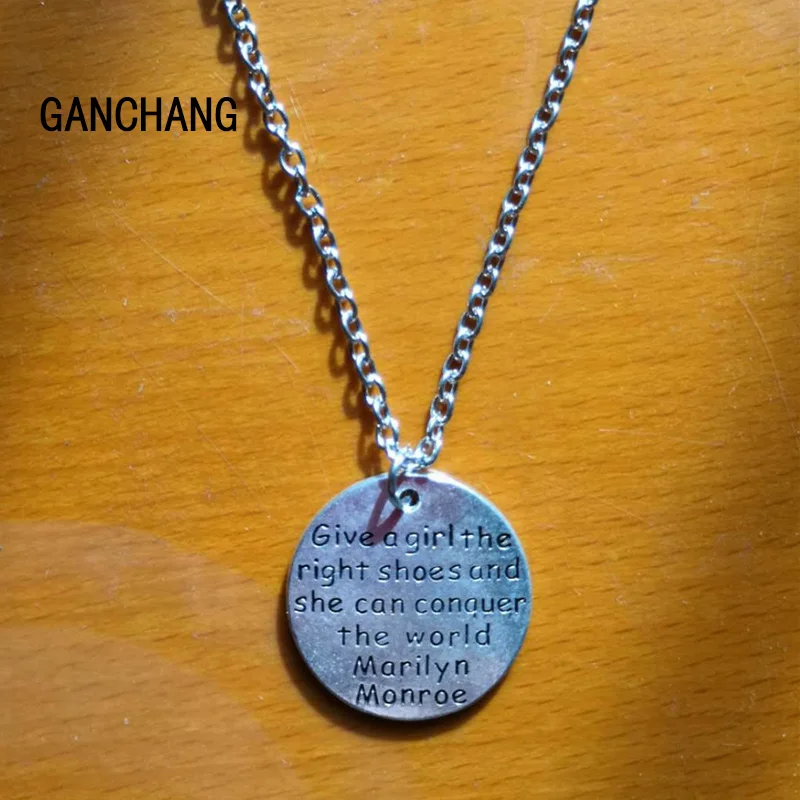 GANCHANG
Give a girl the
right shoes and
she can conquer
the world
Marilyn
Monroe